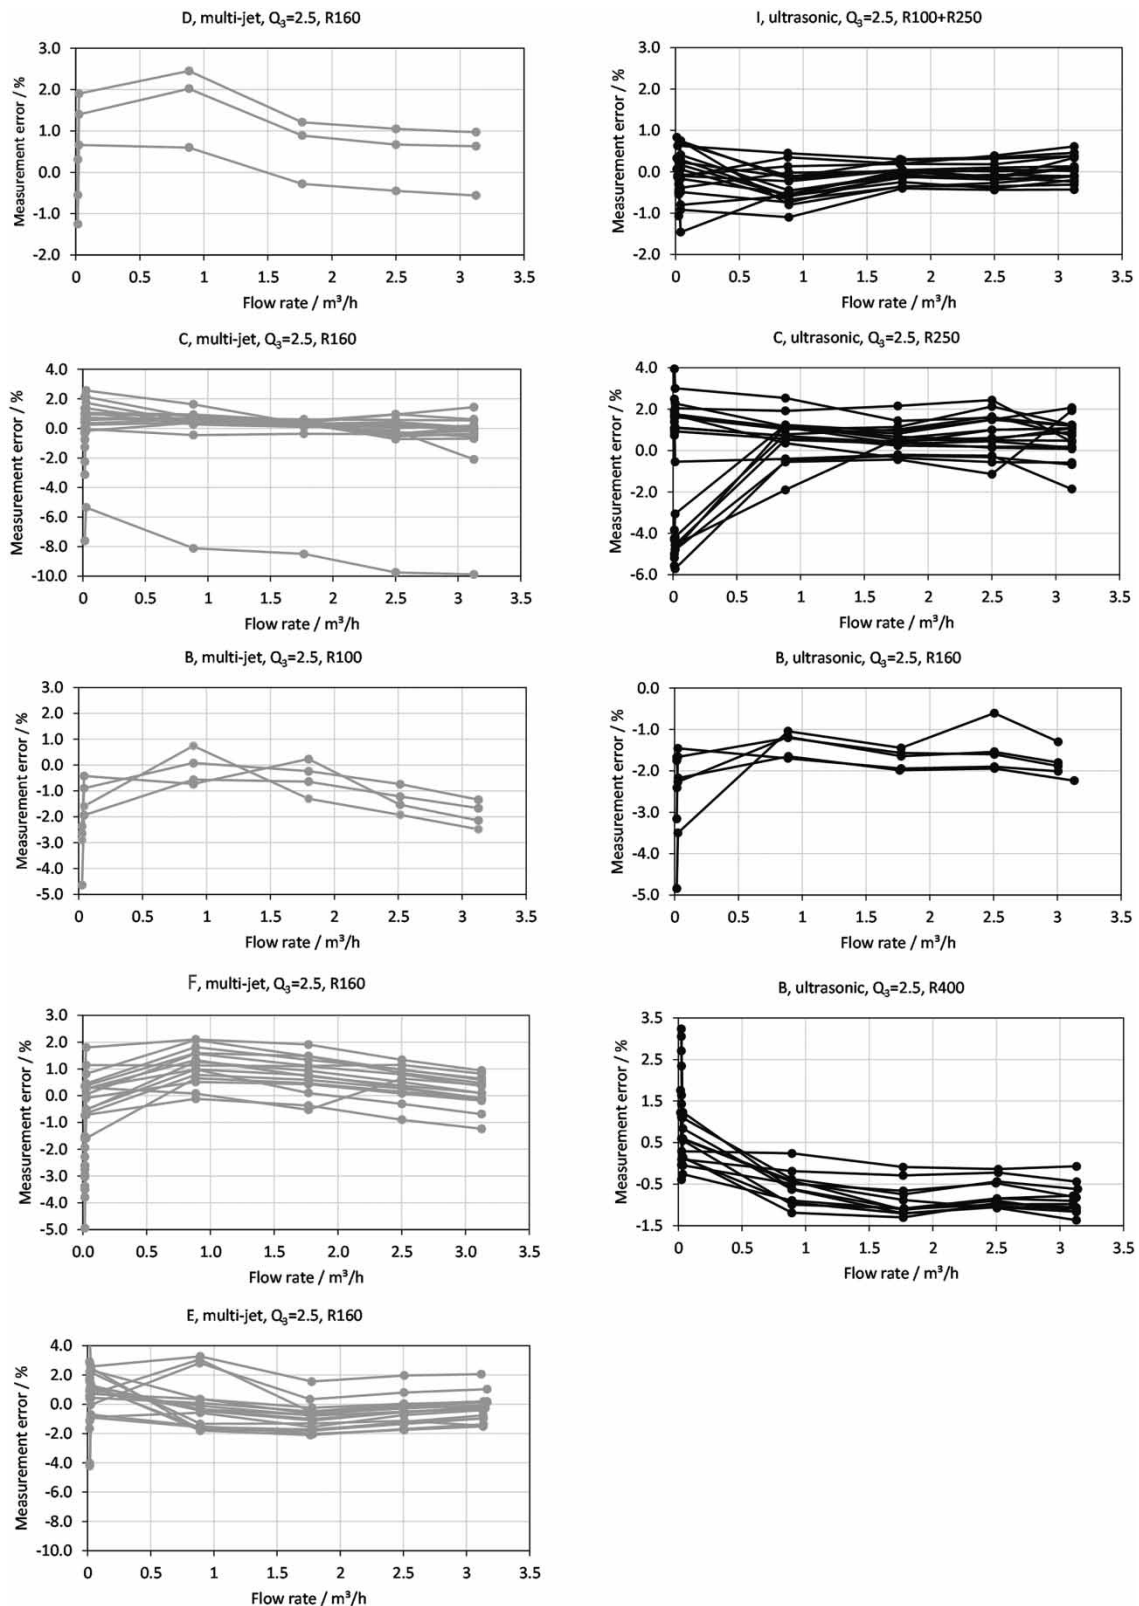 D, multi-jet, Q3=2.5, R160
3.0
2.0
1.0
0.0
-1.0
-2.0
Measurement error / %
0 0.5 1 1.5 2 2.5 3 3.5
Flow rate / m³/h
I, ultrasonic, Q3=2.5, R100+R250
3.0
2.0
1.0
0.0
-1.0
-2.0
Measurement error / %
0 0.5 1 1.5 2 2.5 3 3.5
Flow rate / m³/h
C, multi-jet, Q3=2.5, R160
4.0
2.0
0.0
-2.0
-4.0
-6.0
-8.0
-10.0
Measurement error / %
0 0.5 1 1.5 2 2.5 3 3.5
Flow rate / m³/h
C, ultrasonic, Q3=2.5, R250
4.0
2.0
0.0
-2.0
-4.0
-6.0
Measurement error / %
0 0.5 1 1.5 2 2.5 3 3.5
Flow rate / m³/h
B, multi-jet, Q3=2.5, R100
3.0
2.0
1.0
0.0
-1.0
-2.0
-3.0
-4.0
-5.0
Measurement error / %
0 0.5 1 1.5 2 2.5 3 3.5
Flow rate / m³/h
B, ultrasonic, Q3=2.5, R160
0.0
-1.0
-2.0
-3.0
-4.0
-5.0
Measurement error / %
0 0.5 1 1.5 2 2.5 3 3.5
Flow rate / m³/h
F, multi-jet, Q3=2.5, R160
3.0
2.0
1.0
0.0
-1.0
-2.0
-3.0
-4.0
-5.0
Measurement error / %
0.0 0.5 1.0 1.5 2.0 2.5 3.0 3.5
Flow rate / m³/h
B, ultrasonic, Q3=2.5, R400
3.5
2.5
1.5
0.5
-0.5
-1.5
Measurement error / %
0 0.5 1 1.5 2 2.5 3 3.5
Flow rate / m³/h
E, multi-jet, Q3=2.5, R160
4.0
2.0
0.0
-2.0
-4.0
-6.0
-8.0
-10.0
Measurement error / %
0 0.5 1 1.5 2 2.5 3 3.5
Flow rate / m³/h